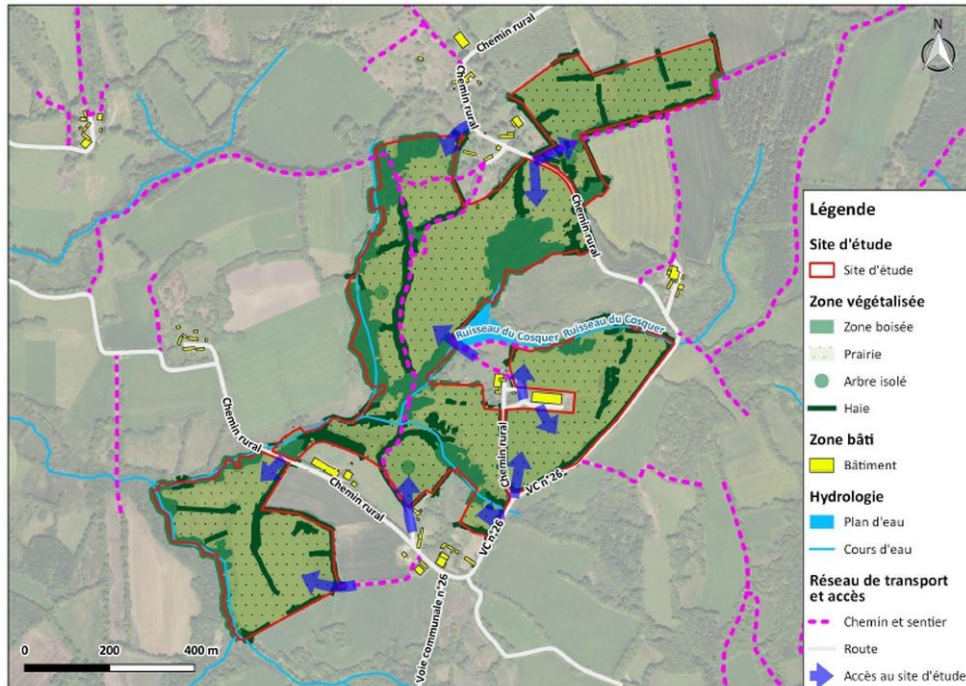 N
Chemin rural
Chemin rural
Chemin rural
Ruisseau du Cosquer Ruisseau du Cosquer
Chemin rural
Chemin rural
VC n°26
Chemin rural
VC n°26
Voie communale n°26
0 200 400 m
Légende
Site d'étude
Site d'étude
Zone végétalisée
Zone boisée
Prairie
Arbre isolé
Haie
Zone bâti
Bâtiment
Hydrologie
Plan d'eau
Cours d'eau
Réseau de transport
et accès
Chemin et sentier
Route
Accès au site d'étude